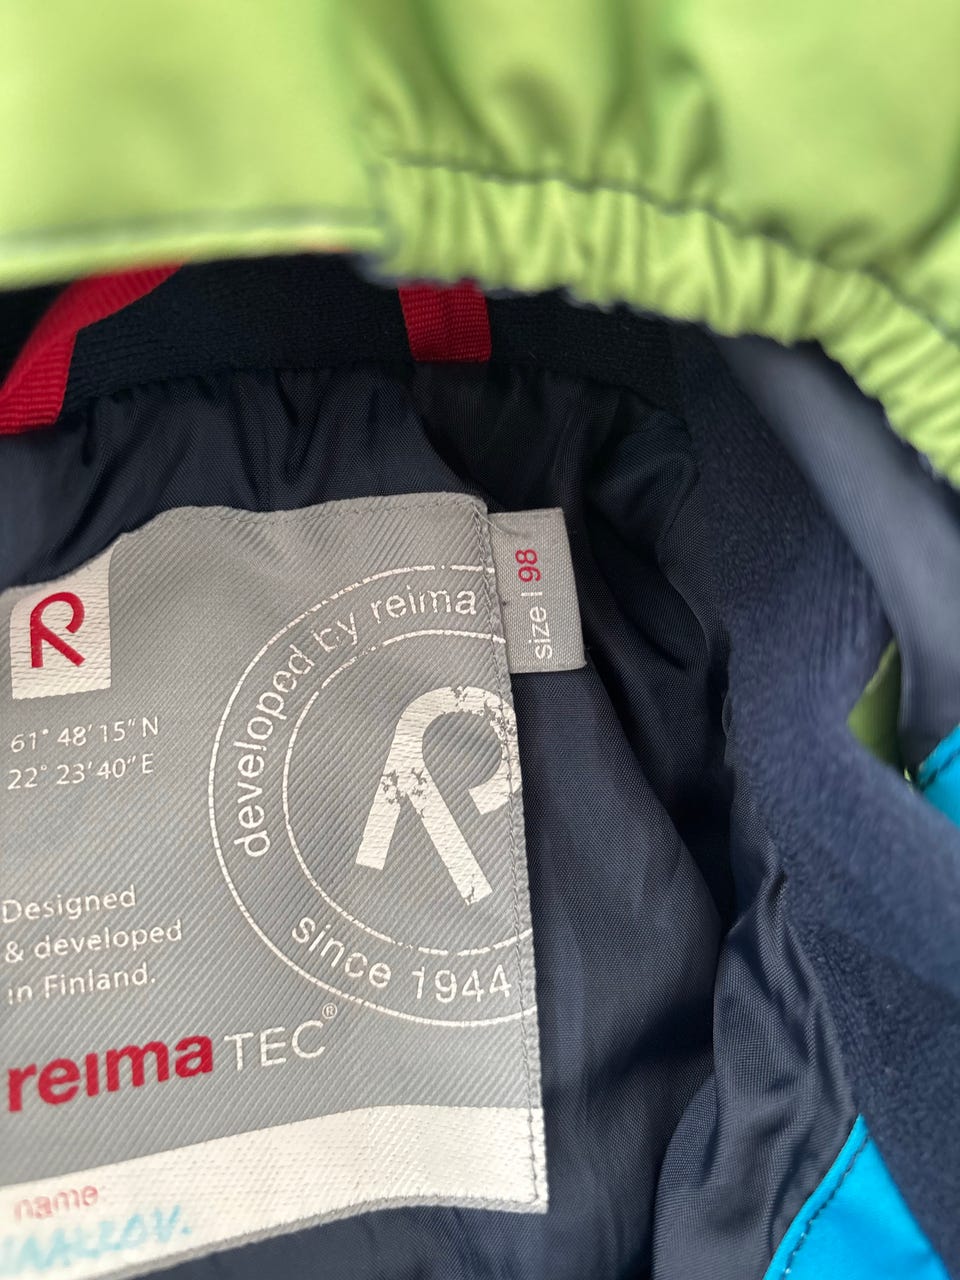 R
61° 48' 15" N
22° 23' 40" E
developed by reima
since 1944
size | 98
Designed
& developed
in Finland.
reima TEC®
name: